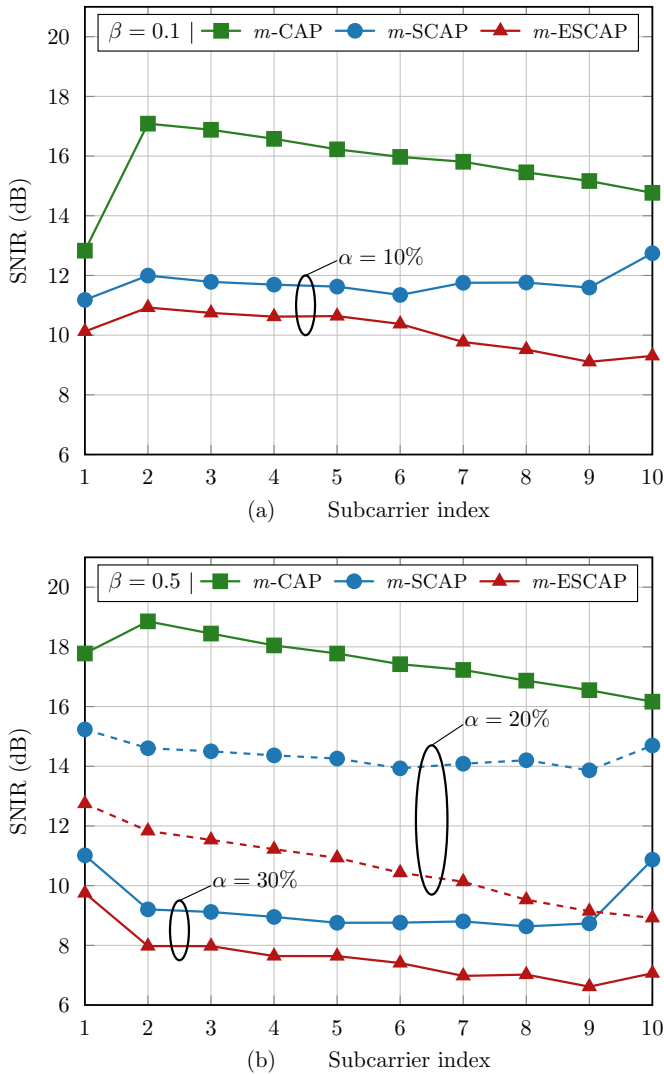 β = 0.1 | m-CAP m-SCAP m-ESCAP
20
18
16
14
12
10
8
6
SNIR (dB)
α = 10%
1 2 3 4 5 6 7 8 9 10
(a) Subcarrier index
β = 0.5 | m-CAP m-SCAP m-ESCAP
20
18
16
14
12
10
8
6
SNIR (dB)
α = 20%
α = 30%
1 2 3 4 5 6 7 8 9 10
(b) Subcarrier index